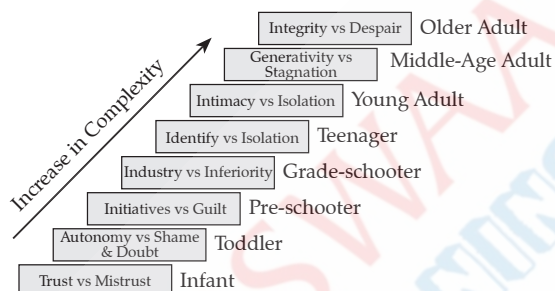 Integrity vs Despair Older Adult
Generativity vs
Stagnation
Middle-Age Adult
Intimacy vs Isolation Young Adult
Identify vs Isolation Teenager
Industry vs Inferiority Grade-schooter
Initiatives vs Guilt Pre-schooter
Autonomy vs Shame
& Doubt
Toddler
Trust vs Mistrust Infant
Increase in Complexity